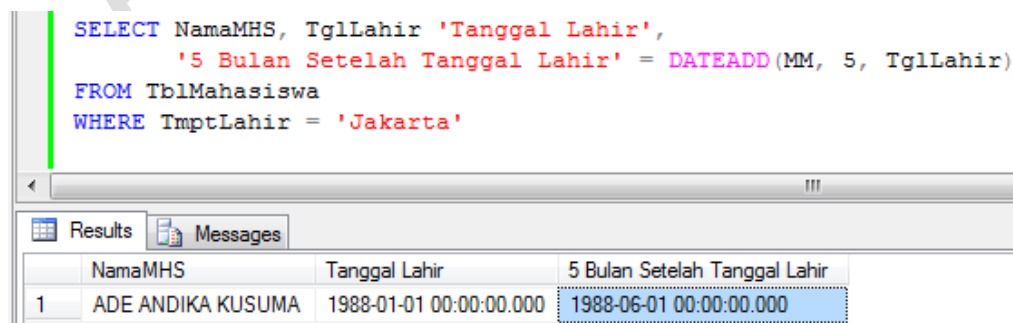 SELECT NamaMHS, TglLahir 'Tanggal Lahir',
'5 Bulan Setelah Tanggal Lahir' = DATEADD(MM, 5, TglLahir)
FROM TblMahasiswa
WHERE TmptLahir = 'Jakarta'
Results Messages
NamaMHS Tanggal Lahir 5 Bulan Setelah Tanggal Lahir
1 ADE ANDIKA KUSUMA 1988-01-01 00:00:00.000 1988-06-01 00:00:00.000